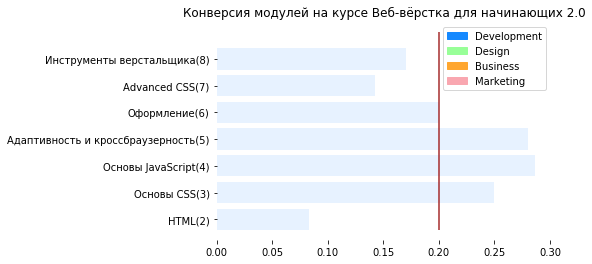 Конверсия модулей на курсе Веб-вёрстка для начинающих 2.0
Development
Design
Business
Marketing
Инструменты верстальщика(8)
Advanced CSS(7)
Оформление(6)
Адаптивность и кроссбраузерность(5)
Основы JavaScript(4)
Основы CSS(3)
HTML(2)
0.00 0.05 0.10 0.15 0.20 0.25 0.30